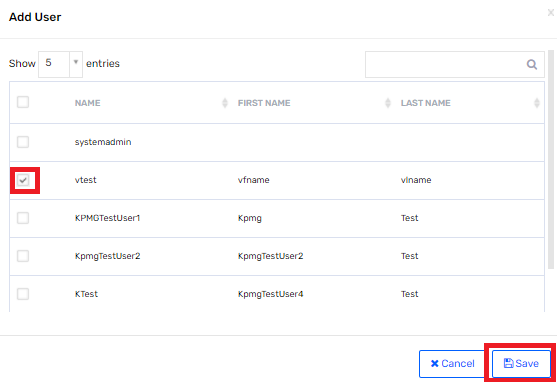 Add User
x
Show 5 entries
NAME FIRST NAME LAST NAME
systemadmin
vtest vfname vlname
KPMGTestUser1 Kpmg Test
KpmgTestUser2 KpmgTestUser2 Test
KTest KpmgTestUser4 Test
Cancel Save